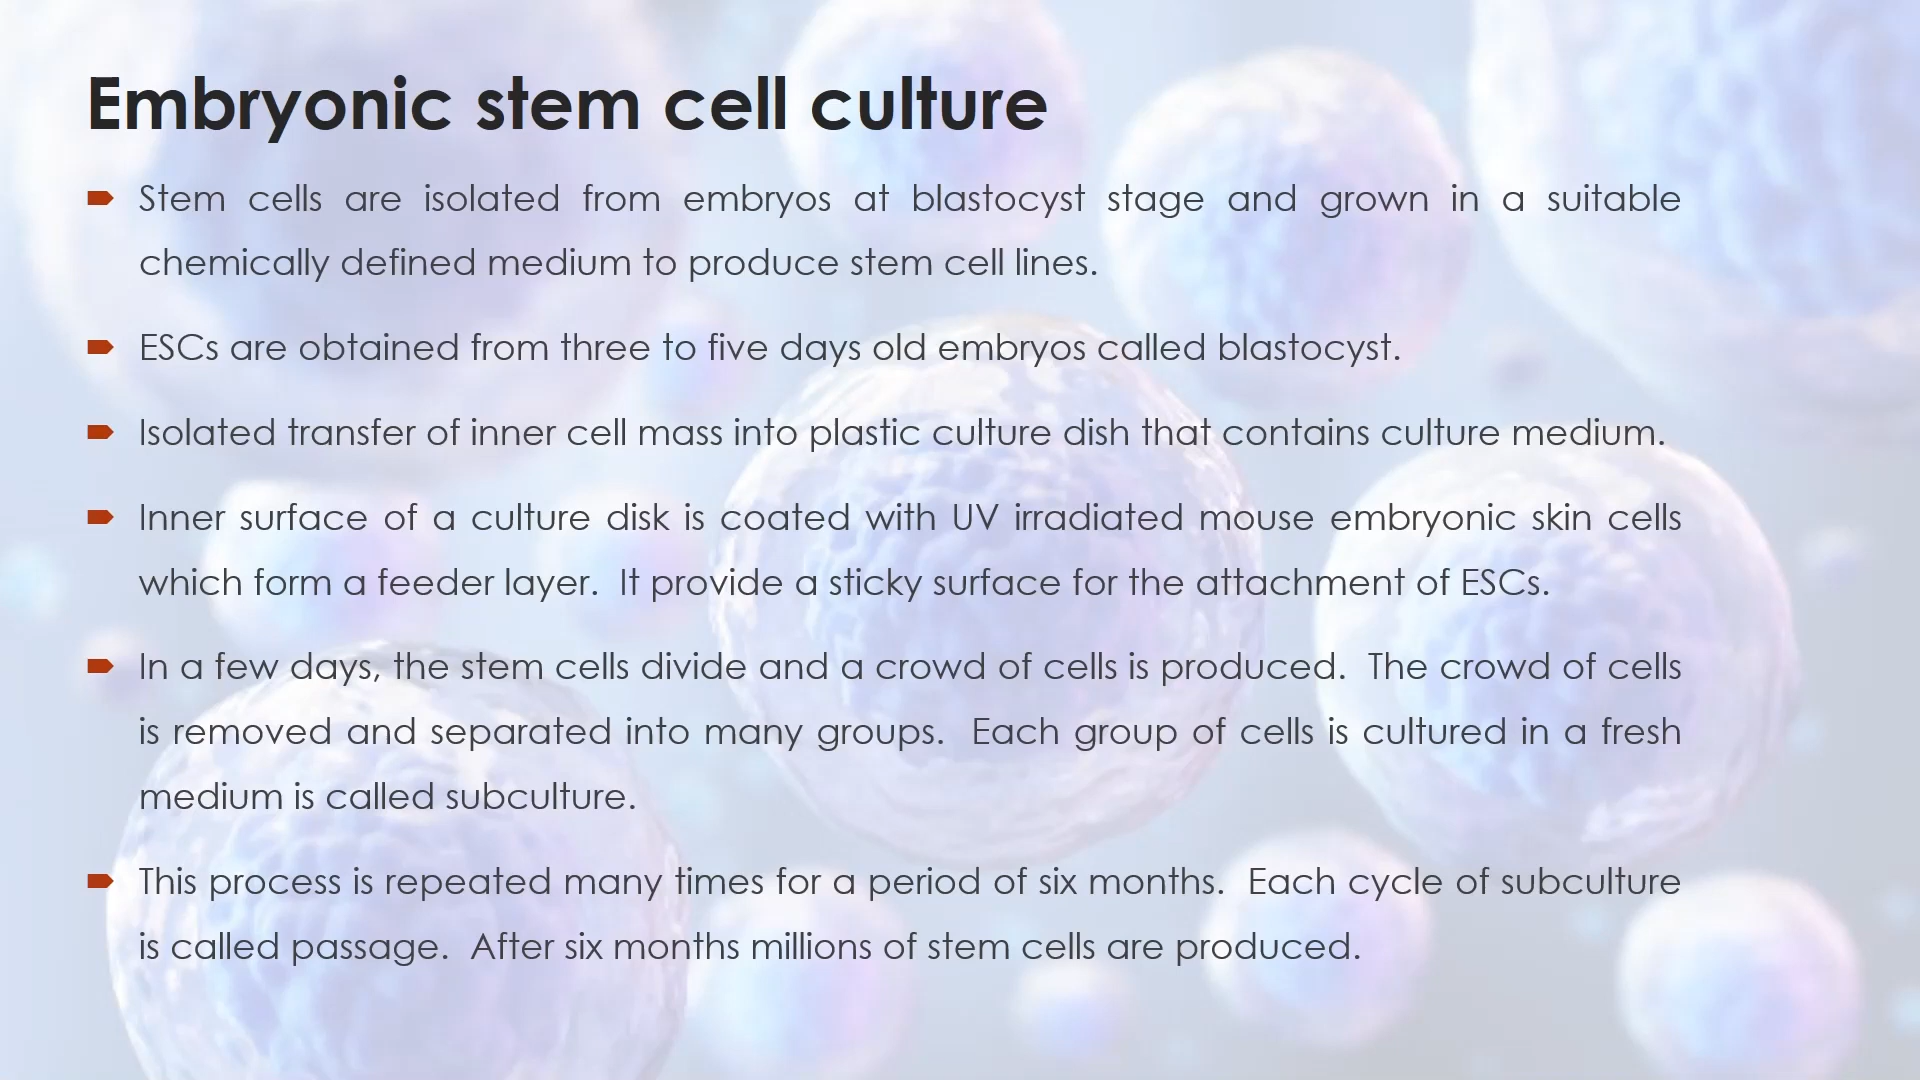 Embryonic stem cell culture
Stem cells are isolated from embryos at blastocyst stage and grown in a suitable
chemically defined medium to produce stem cell lines.
ESCs are obtained from three to five days old embryos called blastocyst.
Isolated transfer of inner cell mass into plastic culture dish that contains culture medium.
Inner surface of a culture disk is coated with UV irradiated mouse embryonic skin cells
which form a feeder layer.  It provide a sticky surface for the attachment of ESCs.
In a few days, the stem cells divide and a crowd of cells is produced.  The crowd of cells
is removed and separated into many groups.  Each group of cells is cultured in a fresh
medium is called subculture.
This process is repeated many times for a period of six months.  Each cycle of subculture
is called passage.  After six months millions of stem cells are produced.